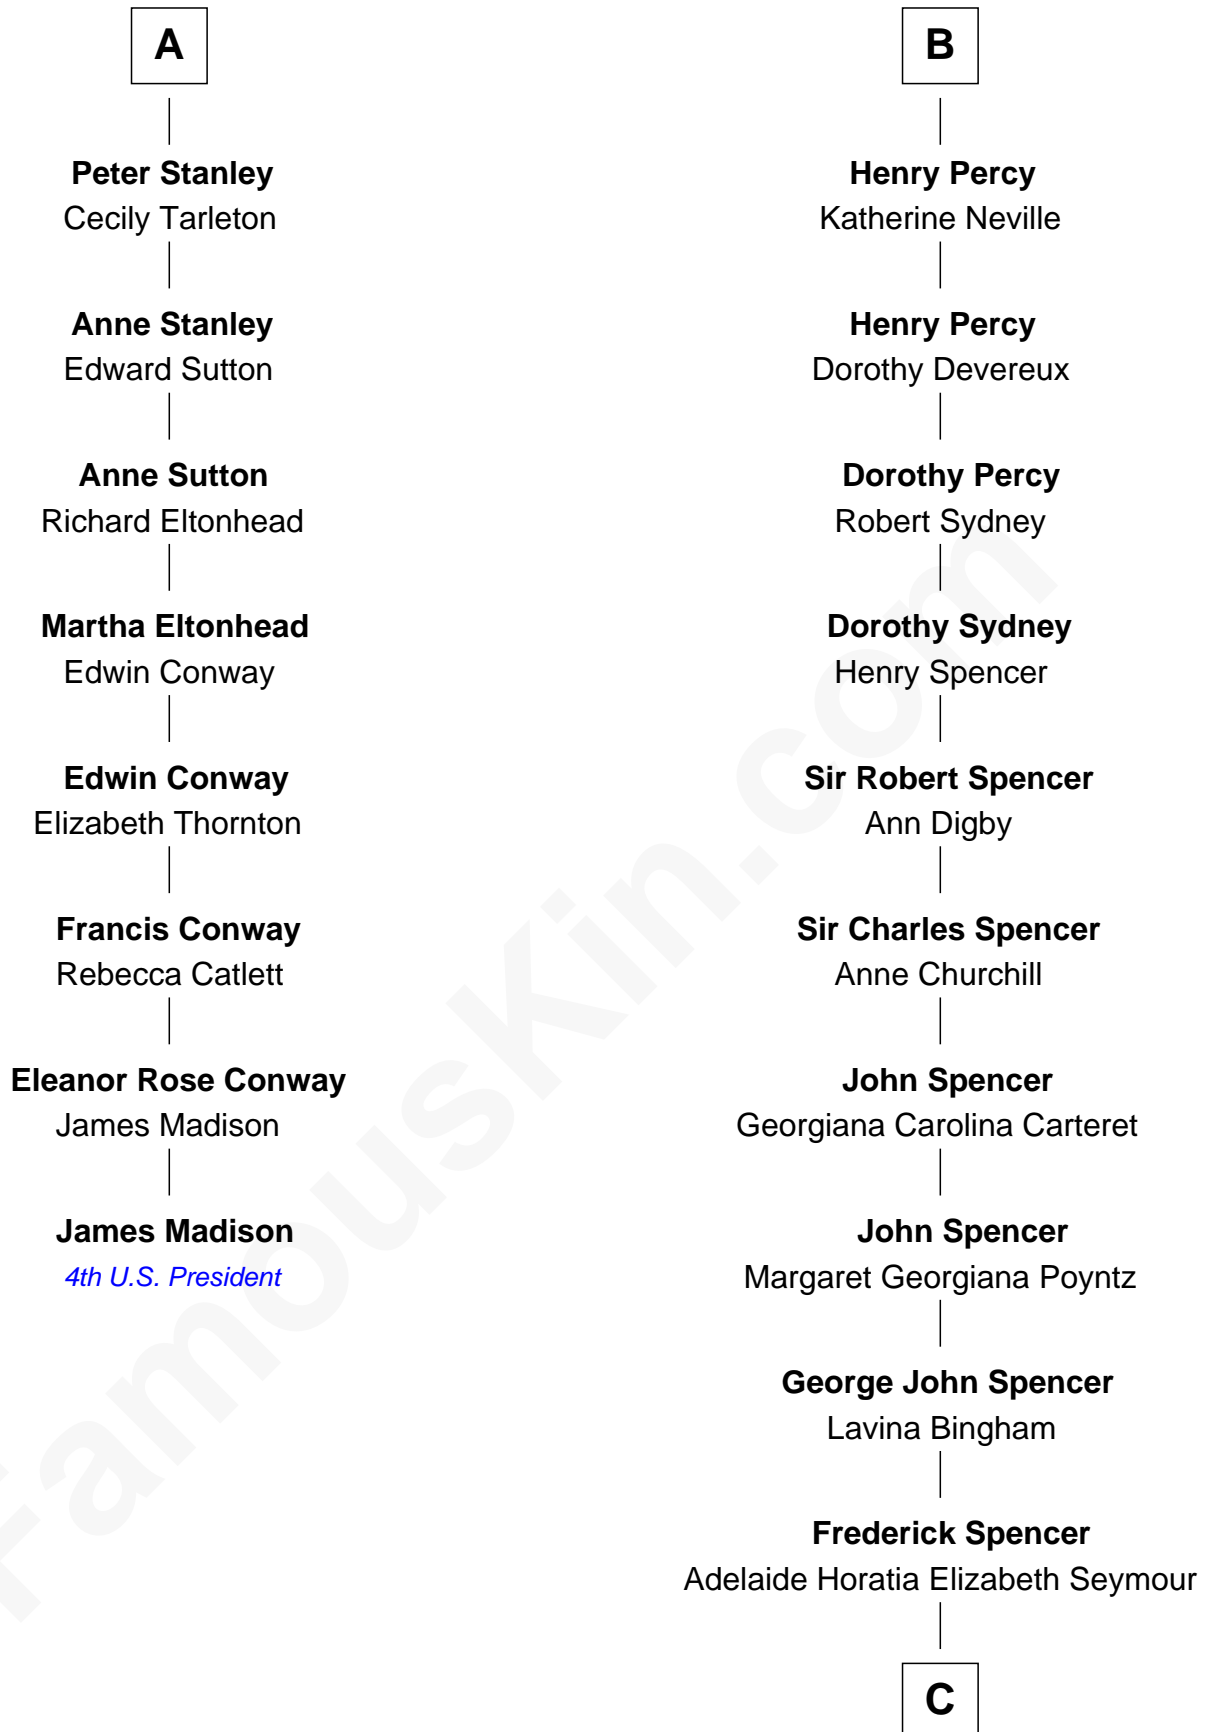 A
Peter Stanley
Cecily Tarleton
Anne Stanley
Edward Sutton
Anne Sutton
Richard Eltonhead
Martha Eltonhead
Edwin Conway
Edwin Conway
Elizabeth Thornton
Francis Conway
Rebecca Catlett
Eleanor Rose Conway
James Madison
James Madison
4th U.S. President
B
Henry Percy
Katherine Neville
Henry Percy
Dorothy Devereux
Dorothy Percy
Robert Sydney
Dorothy Sydney
Henry Spencer
Sir Robert Spencer
Ann Digby
Sir Charles Spencer
Anne Churchill
John Spencer
Georgiana Carolina Carteret
John Spencer
Margaret Georgiana Poyntz
George John Spencer
Lavina Bingham
Frederick Spencer
Adelaide Horatia Elizabeth Seymour
C
FamousKin.com